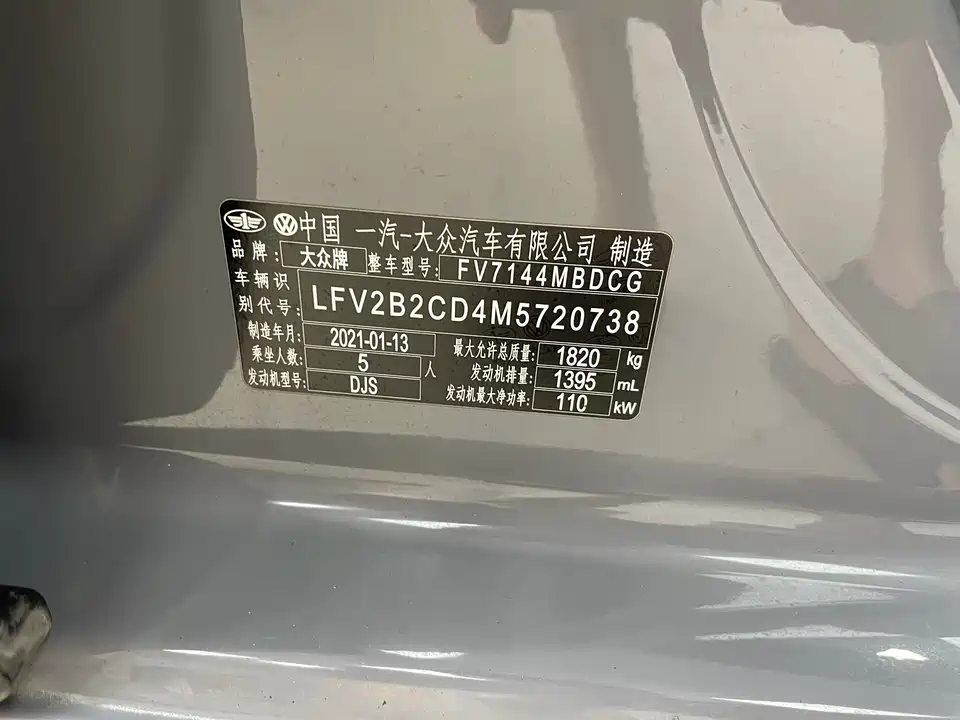 中国 一汽-大众汽车有限公司 制造
品牌: 大众牌 整车型号: FV7144MBDCG
车辆识别代号: LFV2B2CD4M5720738
制造年月: 2021-01-13 最大允许总质量: 1820 kg
乘坐人数: 5 人 发动机排量: 1395 mL
发动机型号: DJS 发动机最大净功率: 110 kW